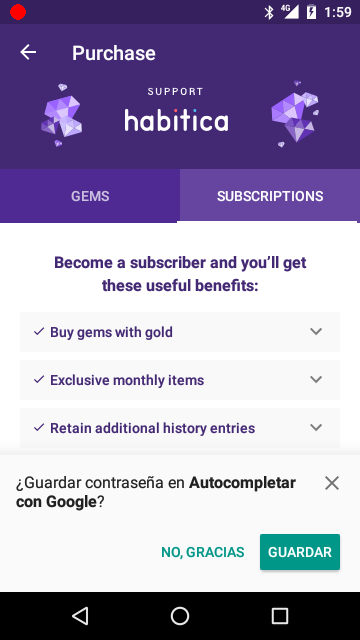 4G 1:59
Purchase
SUPPORT
habitica
GEMS
SUBSCRIPTIONS
Become a subscriber and you'll get
these useful benefits:
Buy gems with gold
Exclusive monthly items
Retain additional history entries
¿Guardar contraseña en Autocompletar
con Google?
NO, GRACIAS
GUARDAR